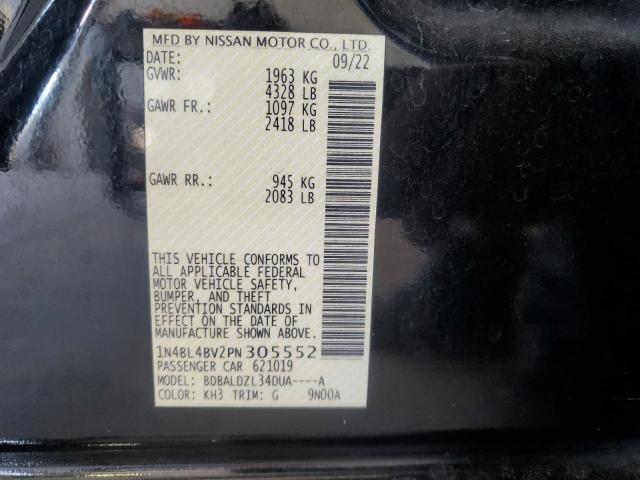 MFD BY NISSAN MOTOR CO., LTD.
DATE: 09/22
GVWR: 1963 KG
4328 LB
GAWR FR.: 1097 KG
2418 LB
GAWR RR.: 945 KG
2083 LB
THIS VEHICLE CONFORMS TO
ALL APPLICABLE FEDERAL
MOTOR VEHICLE SAFETY,
BUMPER, AND THEFT
PREVENTION STANDARDS IN
EFFECT ON THE DATE OF
MANUFACTURE SHOWN ABOVE.
1N4BL4BV2PN305552
PASSENGER CAR 621019
MODEL: BDBALDZL34DUA----A
COLOR: KH3 TRIM: G 9N00A